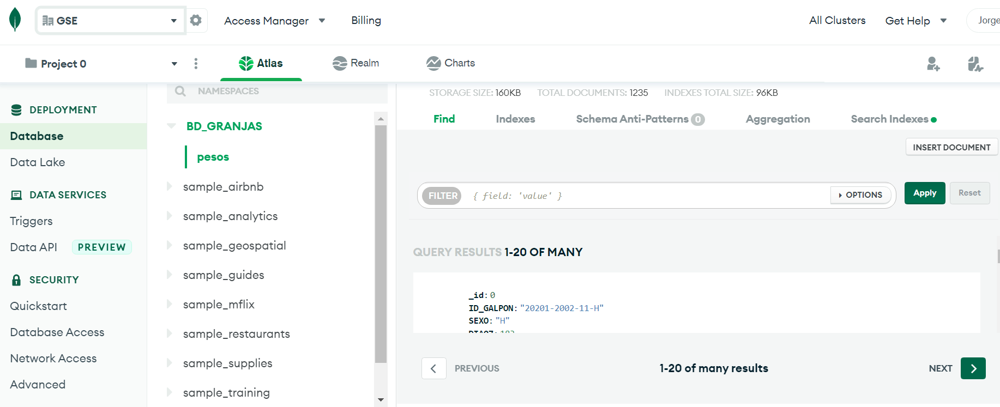 GSE
Access Manager
Billing
All Clusters
Get Help
Jorge
Project 0
Atlas
Realm
Charts
DEPLOYMENT
Database
Data Lake
DATA SERVICES
Triggers
Data API PREVIEW
SECURITY
Quickstart
Database Access
Network Access
Advanced
NAMESPACES
BD_GRANJAS
pesos
sample_airbnb
sample_analytics
sample_geospatial
sample_guides
sample_mflix
sample_restaurants
sample_supplies
sample_training
STORAGE SIZE: 160KB TOTAL DOCUMENTS: 1235 INDEXES TOTAL SIZE: 96KB
Find Indexes Schema Anti-Patterns 0 Aggregation Search Indexes
INSERT DOCUMENT
FILTER { field: 'value' } OPTIONS Apply Reset
QUERY RESULTS 1-20 OF MANY
_id: 0
ID_GALPON: "20201-2002-11-H"
SEXO: "H"
PREVIOUS 1-20 of many results NEXT